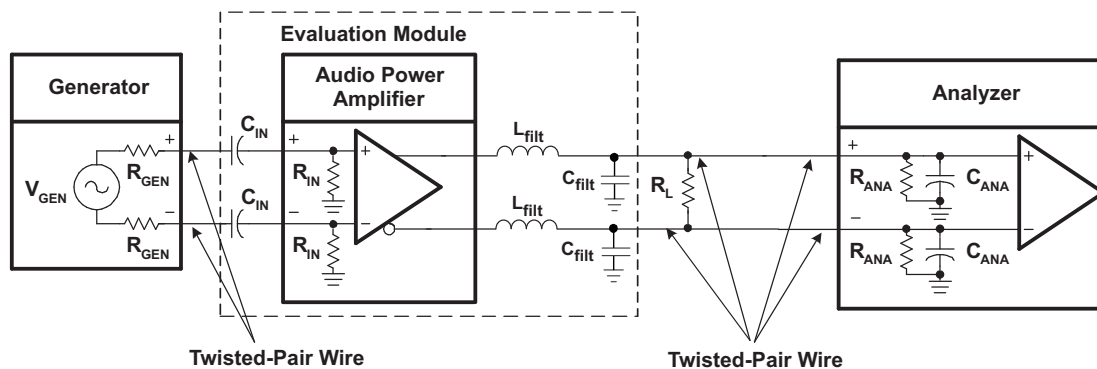 Evaluation Module
Generator
Audio Power
Amplifier
Analyzer
C_IN
L_filt
+
+
+
+
+
R_GEN
R_IN
C_filt
R_L
R_ANA
C_ANA
V_GEN
−
C_IN
−
−
L_filt
−
−
R_GEN
R_IN
C_filt
R_ANA
C_ANA
Twisted-Pair Wire
Twisted-Pair Wire